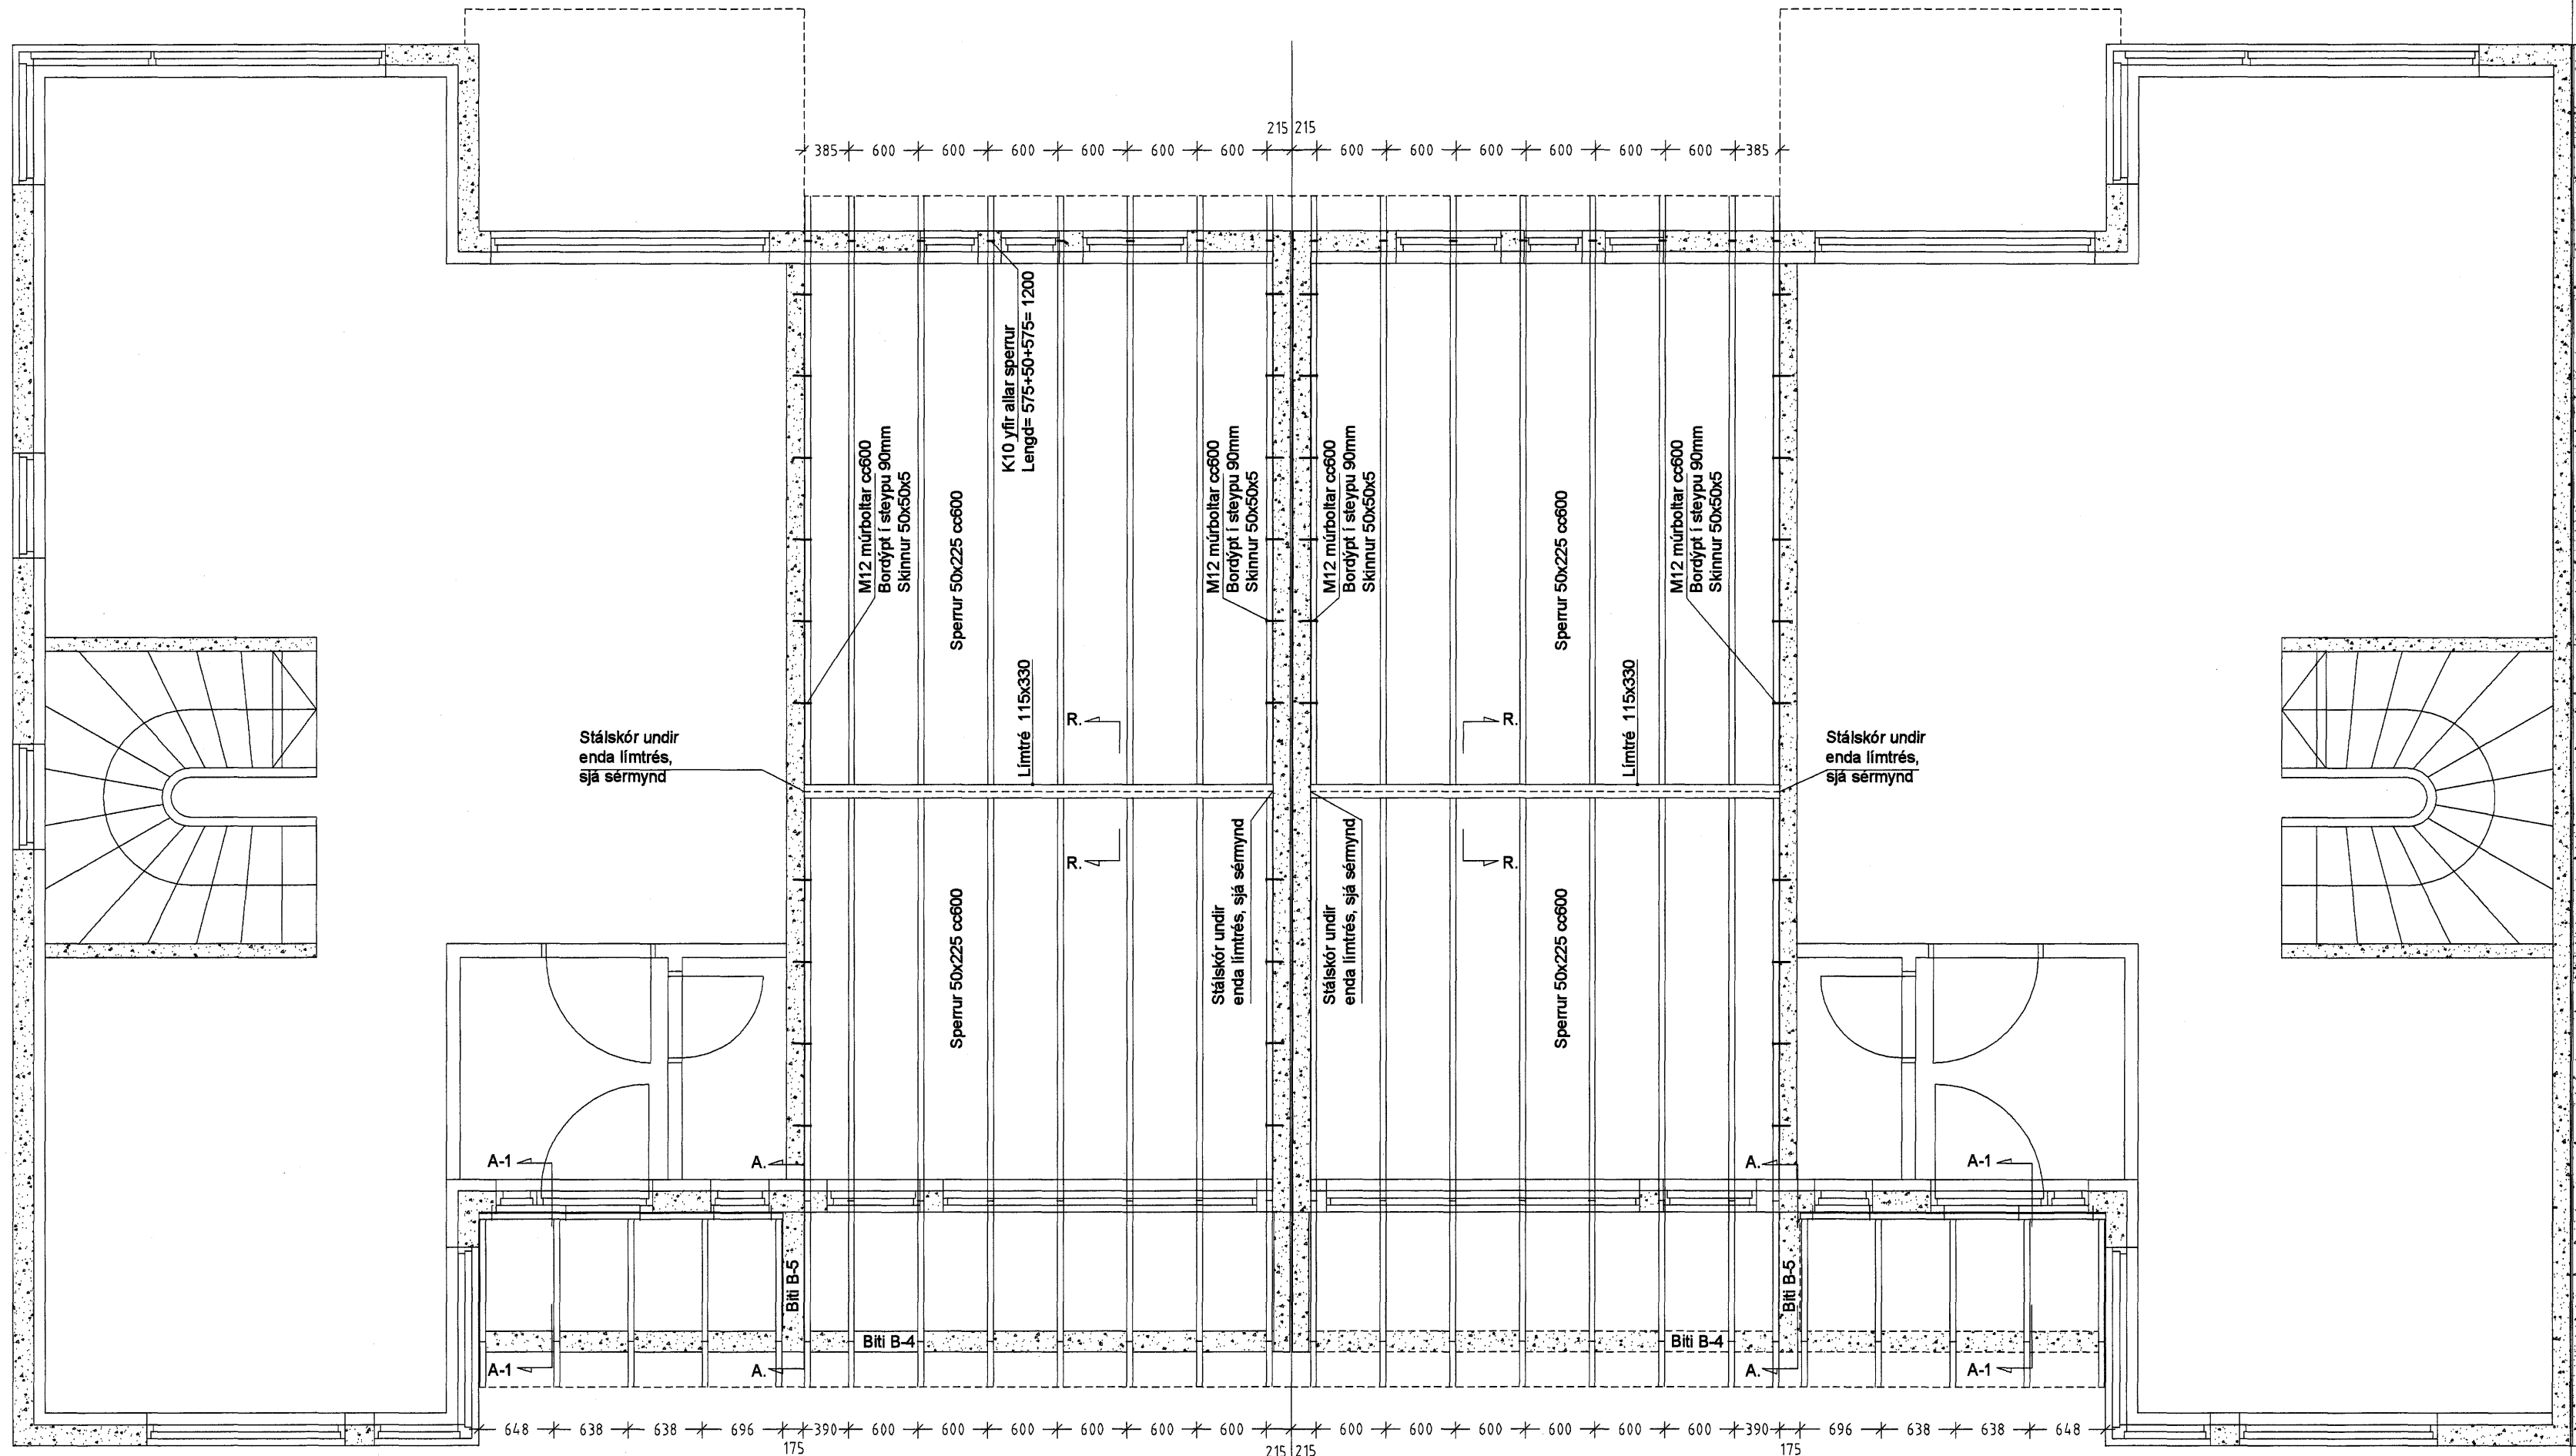 215 215
385 600 600 600 600 600 600 600 600 600 600 600 600 385
K10 yfir allar sperrur
Lengd= 575+50+575= 1200
M12 múrboltar cc600
Bordýpt í steypu 90mm
Skinnur 50x50x5
Sperrur 50x225 cc600
M12 múrboltar cc600
Bordýpt í steypu 90mm
Skinnur 50x50x5
M12 múrboltar cc600
Bordýpt í steypu 90mm
Skinnur 50x50x5
Sperrur 50x225 cc600
M12 múrboltar cc600
Bordýpt í steypu 90mm
Skinnur 50x50x5
Límtré 115x330
Límtré 115x330
R.
R.
Stálskór undir
enda límtrés,
sjá sérmynd
Stálskór undir
enda límtrés,
sjá sérmynd
R.
R.
Stálskór undir
enda límtrés, sjá sérmynd
Stálskór undir
enda límtrés, sjá sérmynd
Sperrur 50x225 cc600
Sperrur 50x225 cc600
A-1
A.
A.
A-1
Biti B-5
Biti B-5
Biti B-4
Biti B-4
A-1
A.
A.
A-1
648 638 638 696 390 600 600 600 600 600 600 600 600 600 600 600 600 390 696 638 638 648
175 215 215 175